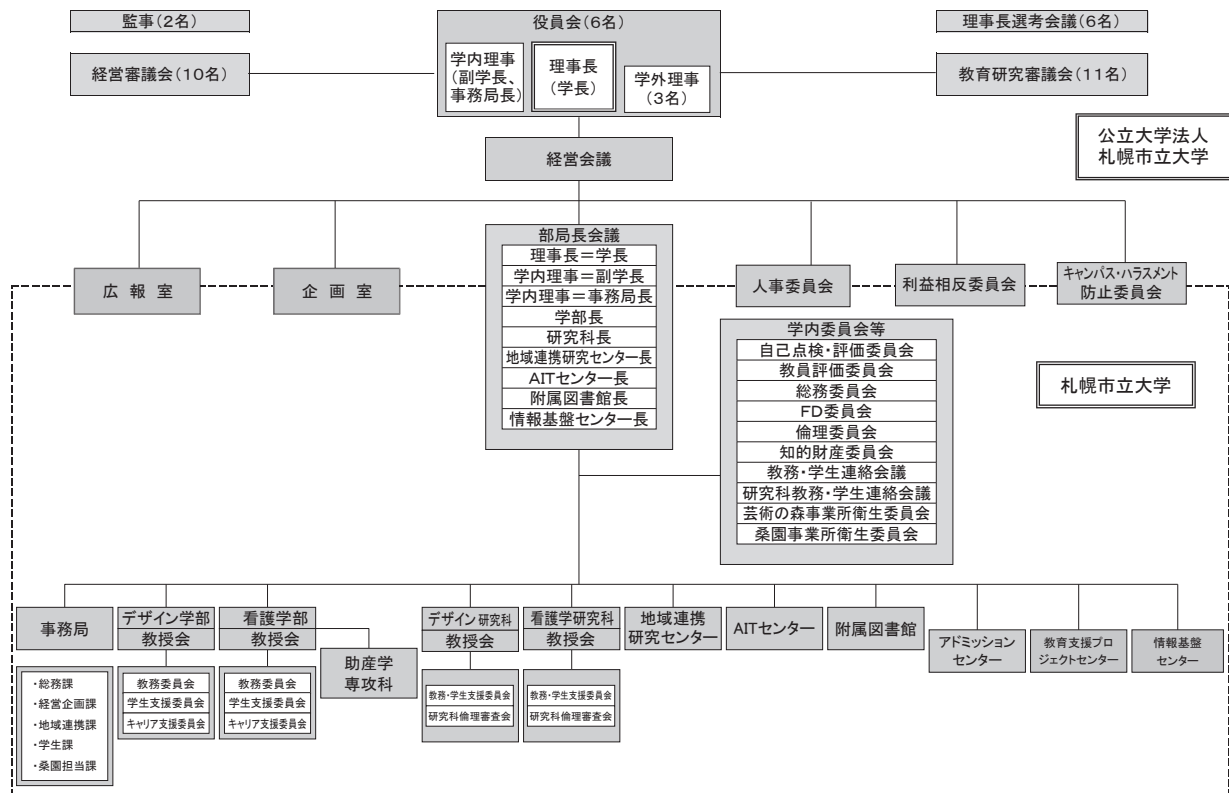 監事(2名)
役員会(6名)
理事長選考会議(6名)
経営審議会(10名)
学内理事
(副学長、
事務局長)
理事長
(学長)
学外理事
(3名)
教育研究審議会(11名)
経営会議
公立大学法人
札幌市立大学
広報室
企画室
部局長会議
理事長=学長
学内理事=副学長
学内理事=事務局長
学部長
研究科長
地域連携研究センター長
AITセンター長
附属図書館長
情報基盤センター長
人事委員会
利益相反委員会
キャンパス・ハラスメント
防止委員会
学内委員会等
自己点検・評価委員会
教員評価委員会
総務委員会
FD委員会
倫理委員会
知的財産委員会
教務・学生連絡会議
研究科教務・学生連絡会議
芸術の森事業所衛生委員会
桑園事業所衛生委員会
札幌市立大学
事務局
・総務課
・経営企画課
・地域連携課
・学生課
・桑園担当課
デザイン学部
教授会
教務委員会
学生支援委員会
キャリア支援委員会
看護学部
教授会
教務委員会
学生支援委員会
キャリア支援委員会
助産学
専攻科
デザイン研究科
教授会
教務・学生支援委員会
研究科倫理審査会
看護学研究科
教授会
教務・学生支援委員会
研究科倫理審査会
地域連携
研究センター
AITセンター
附属図書館
アドミッション
センター
教育支援プロ
ジェクトセンター
情報基盤
センター